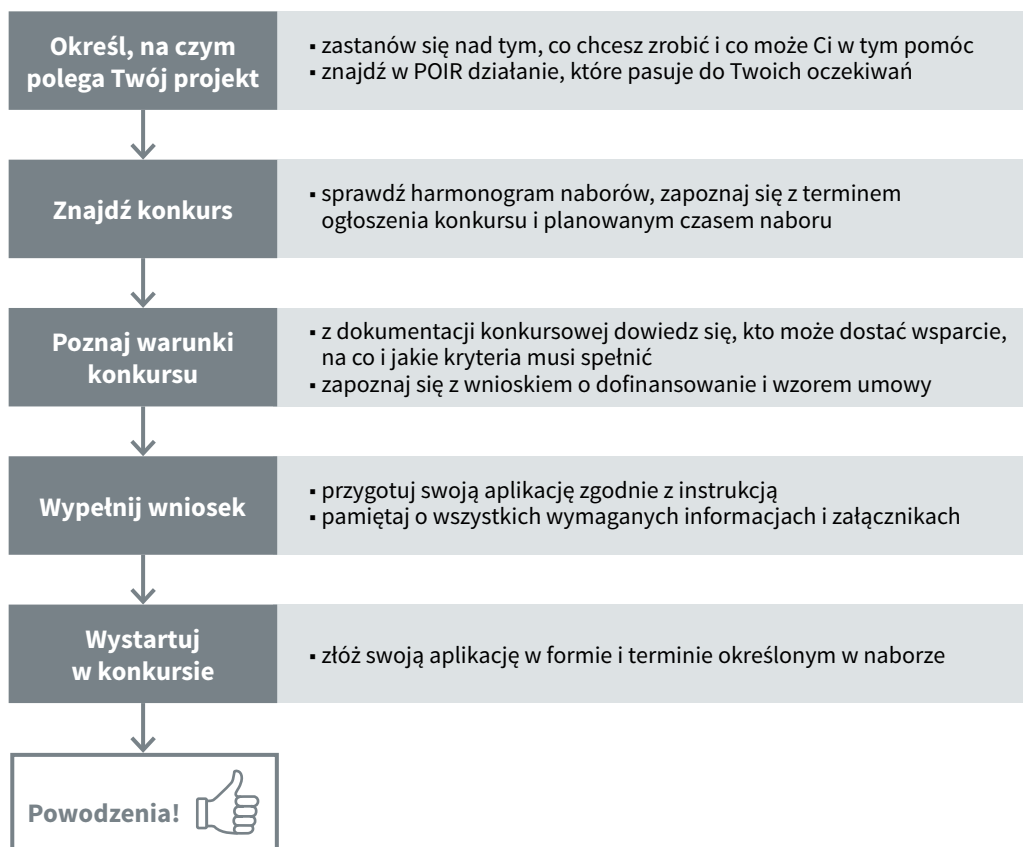 Określ, na czym
polega Twój projekt
▪ zastanów się nad tym, co chcesz zrobić i co może Ci w tym pomóc
▪ znajdź w POIR działanie, które pasuje do Twoich oczekiwań
Znajdź konkurs
▪ sprawdź harmonogram naborów, zapoznaj się z terminem
ogłoszenia konkursu i planowanym czasem naboru
Poznaj warunki
konkursu
▪ z dokumentacji konkursowej dowiedz się, kto może dostać wsparcie,
na co i jakie kryteria musi spełnić
▪ zapoznaj się z wnioskiem o dofinansowanie i wzorem umowy
Wypełnij wniosek
▪ przygotuj swoją aplikację zgodnie z instrukcją
▪ pamiętaj o wszystkich wymaganych informacjach i załącznikach
Wystartuj
w konkursie
▪ złóż swoją aplikację w formie i terminie określonym w naborze
Powodzenia!